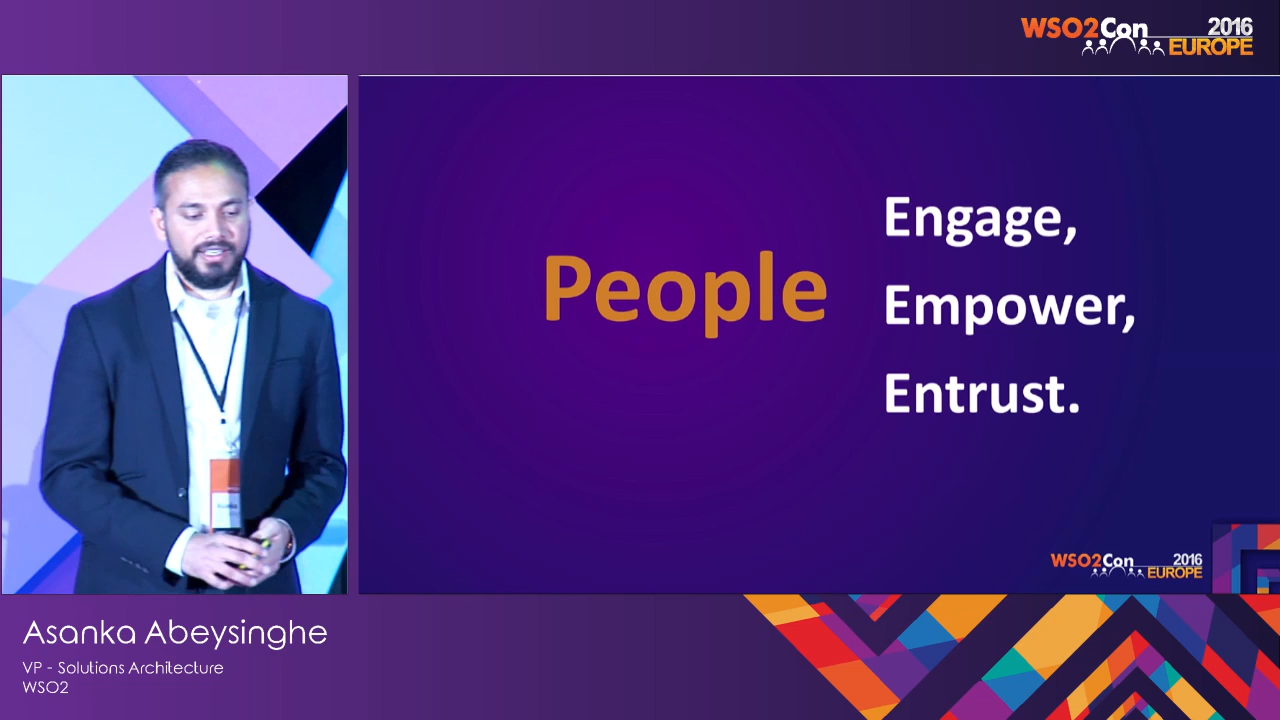 WSO2Con 2016
EUROPE
People
Engage,
Empower,
Entrust.
WSO2Con 2016
EUROPE
Asanka Abeysinghe
VP - Solutions Architecture
WSO2